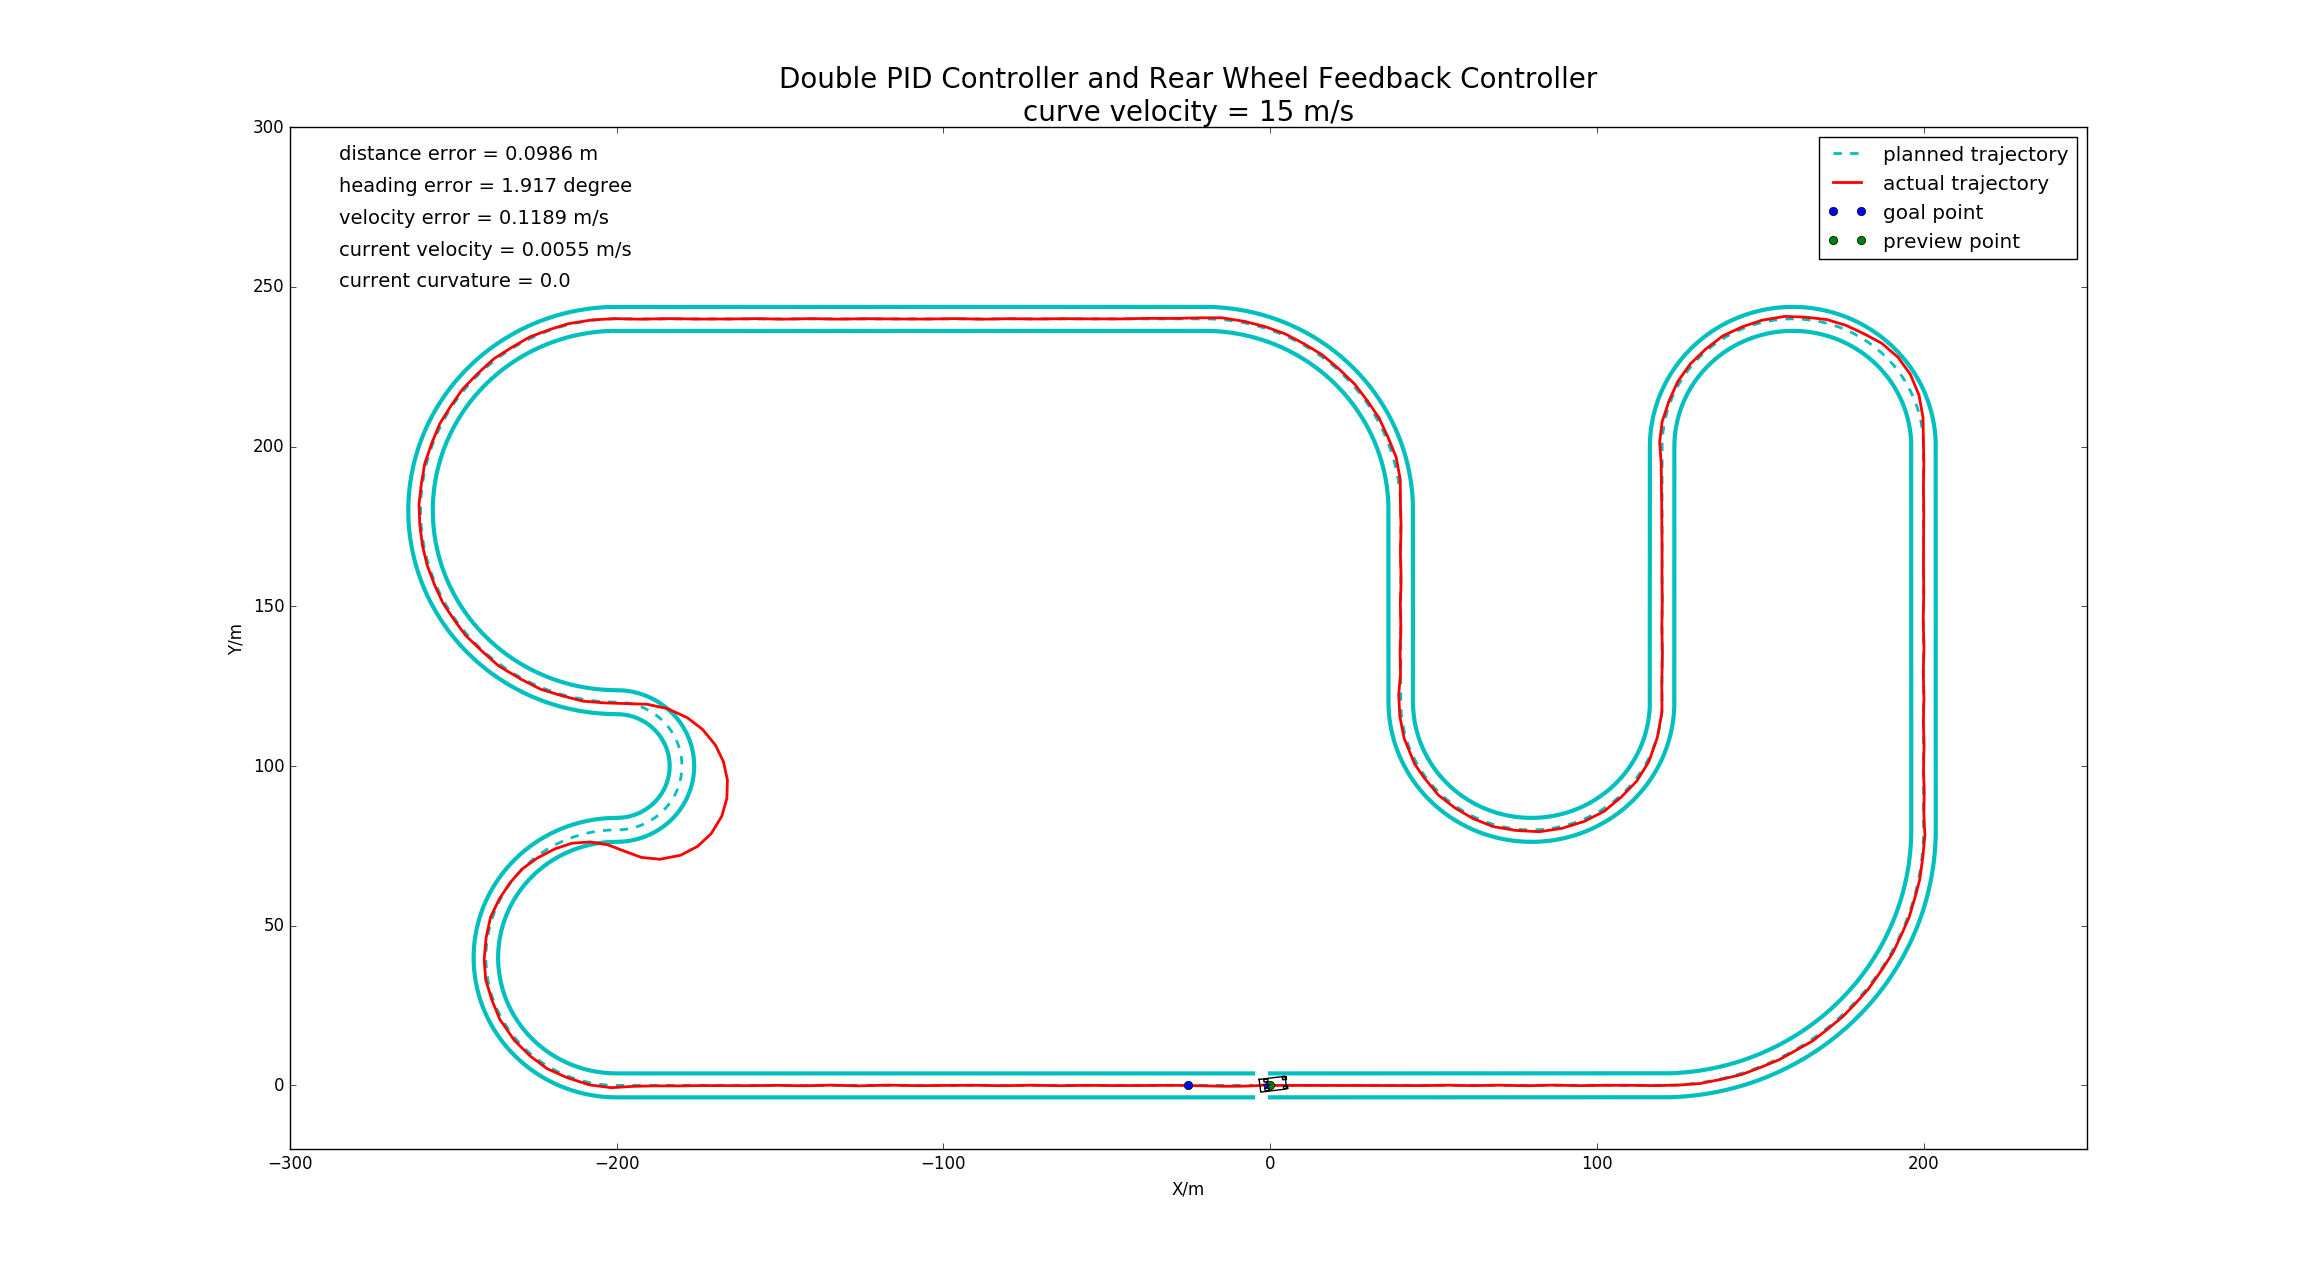 Double PID Controller and Rear Wheel Feedback Controller
curve velocity = 15 m/s
distance error = 0.0986 m
heading error = 1.917 degree
velocity error = 0.1189 m/s
current velocity = 0.0055 m/s
current curvature = 0.0
planned trajectory
actual trajectory
goal point
preview point
300
250
200
150
100
50
0
Y/m
−300
−200
−100
0
100
200
X/m